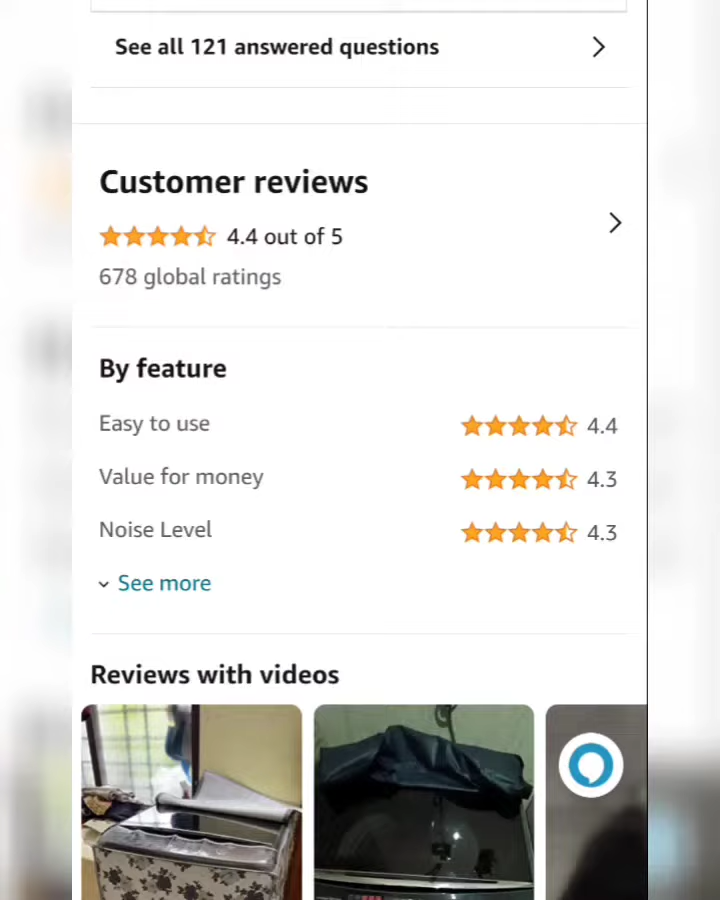 See all 121 answered questions
Customer reviews
4.4 out of 5
678 global ratings
By feature
Easy to use 4.4
Value for money 4.3
Noise Level 4.3
See more
Reviews with videos